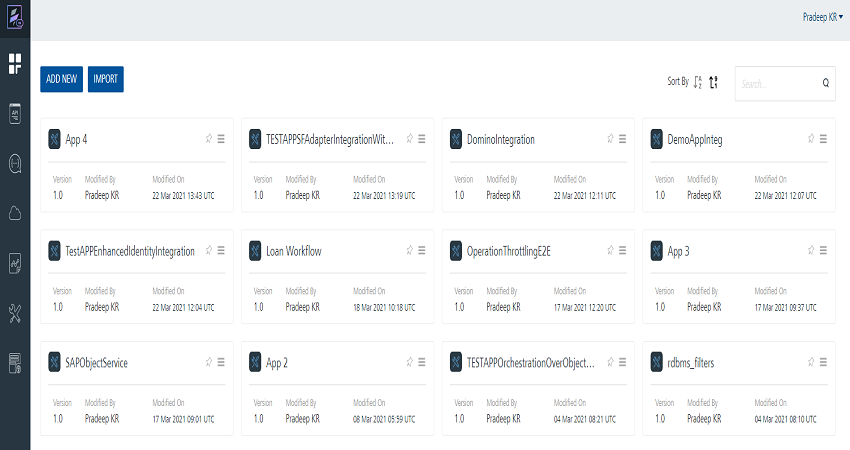 Pradeep KR
ADD NEW IMPORT Sort By Search...
App 4 TESTAPPSFAdapterIntegrationWit... DominoIntegration DemoAppInteg
Version Modified By Modified On Version Modified By Modified On Version Modified By Modified On Version Modified By Modified On
1.0 Pradeep KR 22 Mar 2021 13:43 UTC 1.0 Pradeep KR 22 Mar 2021 13:19 UTC 1.0 Pradeep KR 22 Mar 2021 12:11 UTC 1.0 Pradeep KR 22 Mar 2021 12:07 UTC
TestAPPEnhancedIdentityIntegration Loan Workflow OperationThrottlingE2E App 3
Version Modified By Modified On Version Modified By Modified On Version Modified By Modified On Version Modified By Modified On
1.0 Pradeep KR 22 Mar 2021 12:04 UTC 1.0 Pradeep KR 18 Mar 2021 10:18 UTC 1.0 Pradeep KR 17 Mar 2021 12:20 UTC 1.0 Pradeep KR 17 Mar 2021 09:37 UTC
SAPObjectService App 2 TESTAPPOrchestrationOverObject... rdbms_filters
Version Modified By Modified On Version Modified By Modified On Version Modified By Modified On Version Modified By Modified On
1.0 Pradeep KR 17 Mar 2021 09:01 UTC 1.0 Pradeep KR 08 Mar 2021 05:59 UTC 1.0 Pradeep KR 04 Mar 2021 08:21 UTC 1.0 Pradeep KR 04 Mar 2021 08:10 UTC